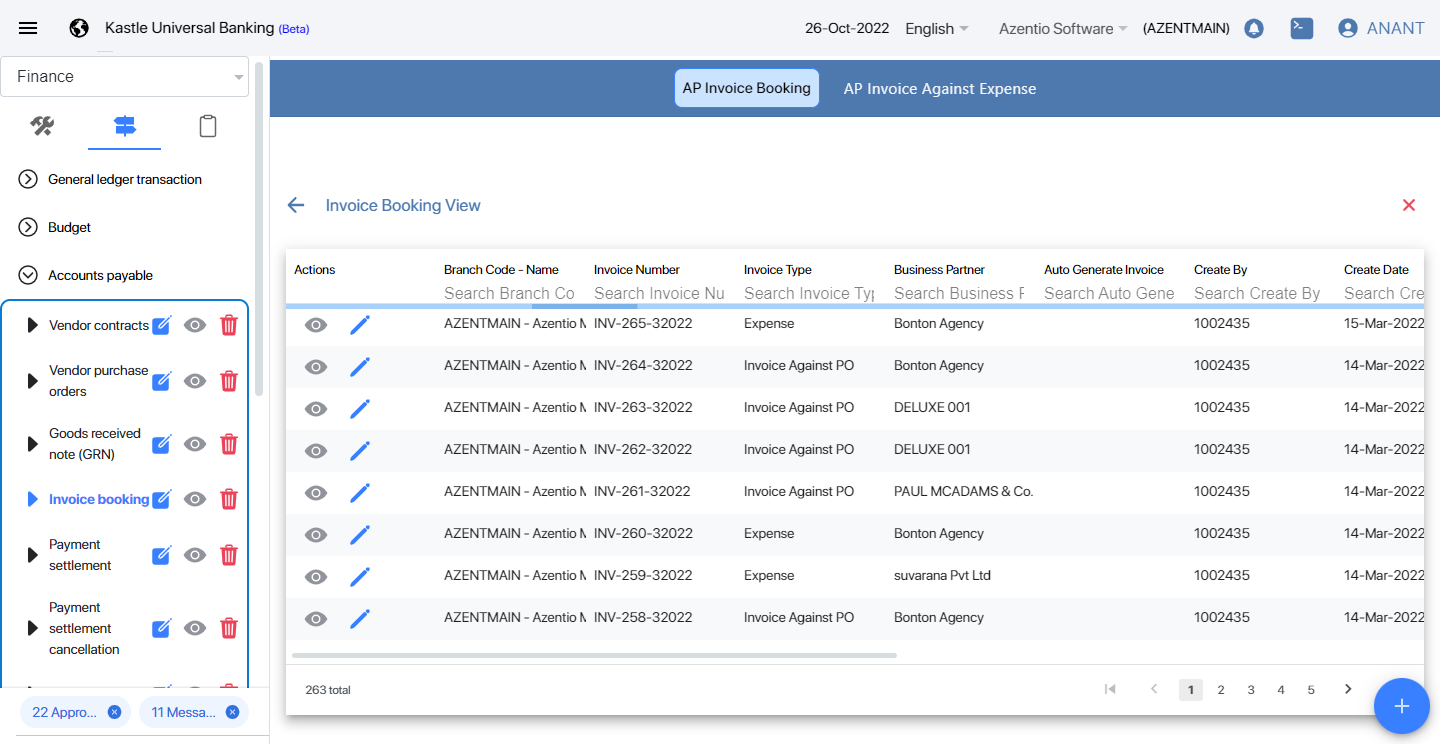 Kastle Universal Banking (Beta)
26-Oct-2022 English Azentio Software (AZENTMAIN) ANANT
Finance
AP Invoice Booking AP Invoice Against Expense
General ledger transaction
Budget
Accounts payable
Vendor contracts
Vendor purchase
orders
Goods received
note (GRN)
Invoice booking
Payment
settlement
Payment
settlement
cancellation
22 Appro... 11 Messa...
Invoice Booking View
Actions Branch Code - Name Invoice Number Invoice Type Business Partner Auto Generate Invoice Create By Create Date
Search Branch Co Search Invoice Nu Search Invoice Typ Search Business F Search Auto Gene Search Create By Search Cre
AZENTMAIN - Azentio M INV-265-32022 Expense Bonton Agency 1002435 15-Mar-2022
AZENTMAIN - Azentio M INV-264-32022 Invoice Against PO Bonton Agency 1002435 14-Mar-2022
AZENTMAIN - Azentio M INV-263-32022 Invoice Against PO DELUXE 001 1002435 14-Mar-2022
AZENTMAIN - Azentio M INV-262-32022 Invoice Against PO DELUXE 001 1002435 14-Mar-2022
AZENTMAIN - Azentio M INV-261-32022 Invoice Against PO PAUL MCADAMS & Co. 1002435 14-Mar-2022
AZENTMAIN - Azentio M INV-260-32022 Expense Bonton Agency 1002435 14-Mar-2022
AZENTMAIN - Azentio M INV-259-32022 Expense suvarana Pvt Ltd 1002435 14-Mar-2022
AZENTMAIN - Azentio M INV-258-32022 Invoice Against PO Bonton Agency 1002435 14-Mar-2022
263 total 1 2 3 4 5